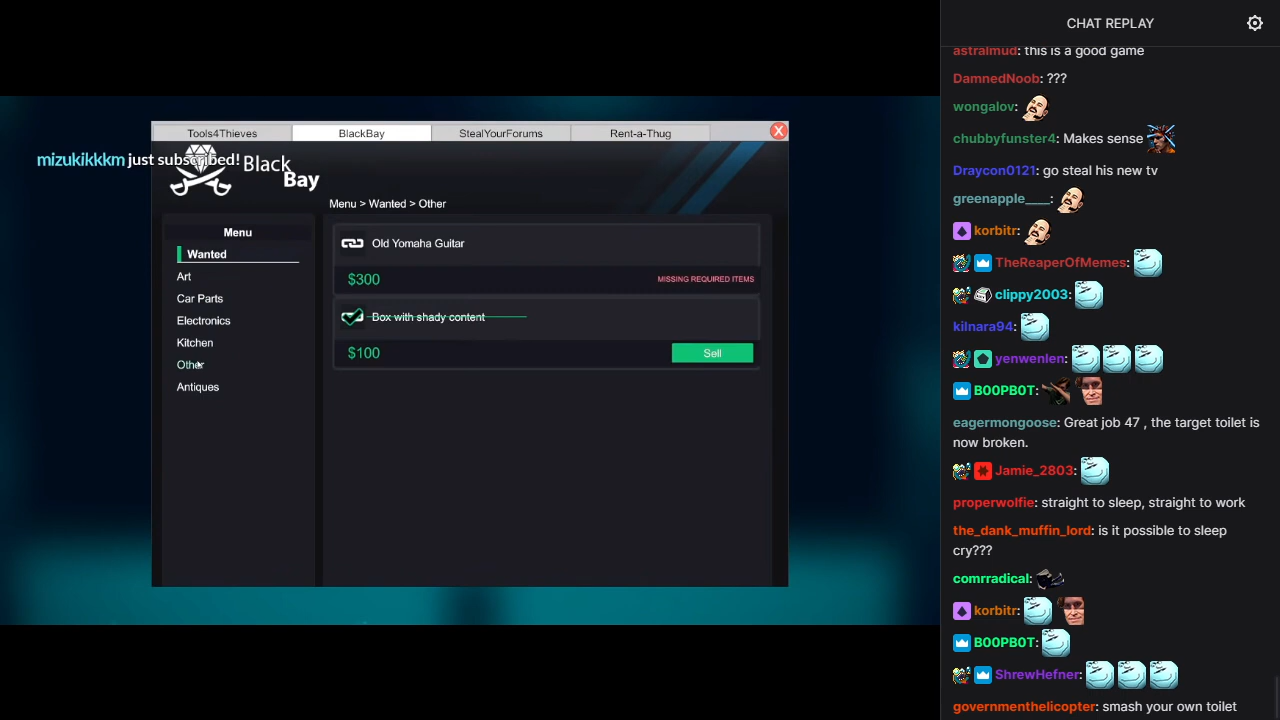 Tools4Thieves
BlackBay
StealYourForums
Rent-a-Thug
X
mizukikkkm just subscribed!
Black
Bay
Menu > Wanted > Other
Menu
Wanted
Art
Car Parts
Electronics
Kitchen
Other
Antiques
Old Yomaha Guitar
$300
MISSING REQUIRED ITEMS
Box with shady content
$100
Sell
CHAT REPLAY
astralmud: this is a good game
DamnedNoob: ???
wongalov:
chubbyfunster4: Makes sense
Draycon0121: go steal his new tv
greenapple____:
korbitr:
TheReaperOfMemes:
clippy2003:
kilnara94:
yenwenlen:
B00PB0T:
eagermongoose: Great job 47 , the target toilet is
now broken.
Jamie_2803:
properwolfie: straight to sleep, straight to work
the_dank_muffin_lord: is it possible to sleep
cry???
comrradical:
korbitr:
B00PB0T:
ShrewHefner:
governmenthelicopter: smash your own toilet